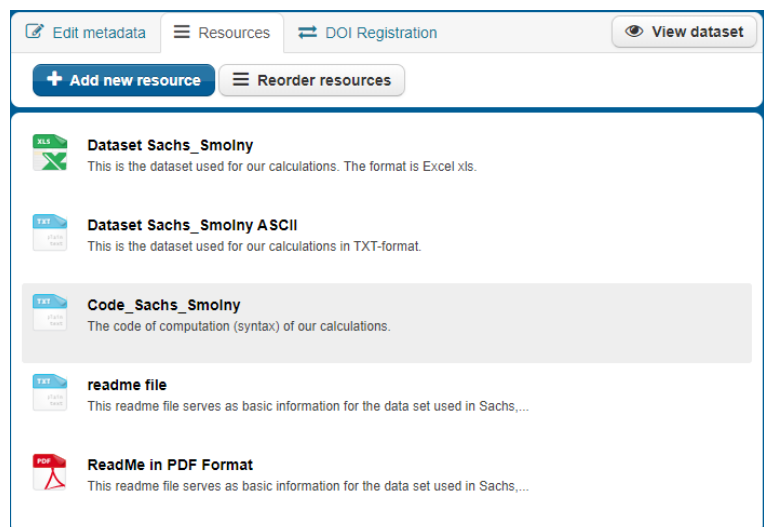 Edit metadata
Resources
DOI Registration
View dataset
Add new resource
Reorder resources
XLS
Dataset Sachs_Smolny
This is the dataset used for our calculations. The format is Excel xls.
TXT
Dataset Sachs_Smolny ASCII
This is the dataset used for our calculations in TXT-format.
TXT
Code_Sachs_Smolny
The code of computation (syntax) of our calculations.
TXT
readme file
This readme file serves as basic information for the data set used in Sachs,...
PDF
ReadMe in PDF Format
This readme file serves as basic information for the data set used in Sachs,...